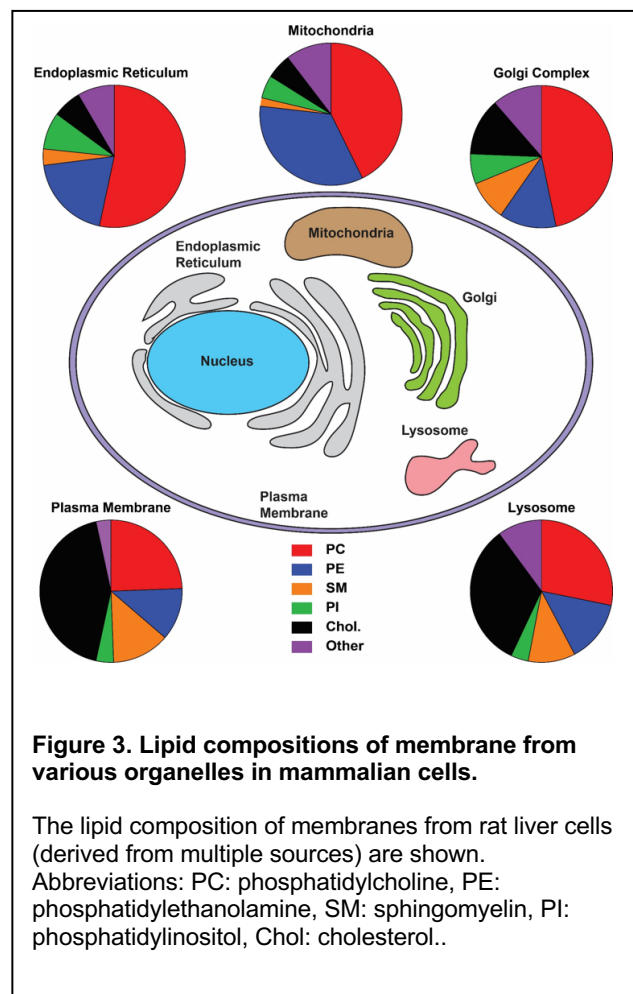 Mitochondria
Endoplasmic Reticulum
Golgi Complex
Mitochondria
Endoplasmic
Reticulum
Golgi
Nucleus
Lysosome
Plasma
Membrane
Plasma Membrane
Lysosome
PC
PE
SM
PI
Chol.
Other
Figure 3. Lipid compositions of membrane from
various organelles in mammalian cells.
The lipid composition of membranes from rat liver cells
(derived from multiple sources) are shown.
Abbreviations: PC: phosphatidylcholine, PE:
phosphatidylethanolamine, SM: sphingomyelin, PI:
phosphatidylinositol, Chol: cholesterol..